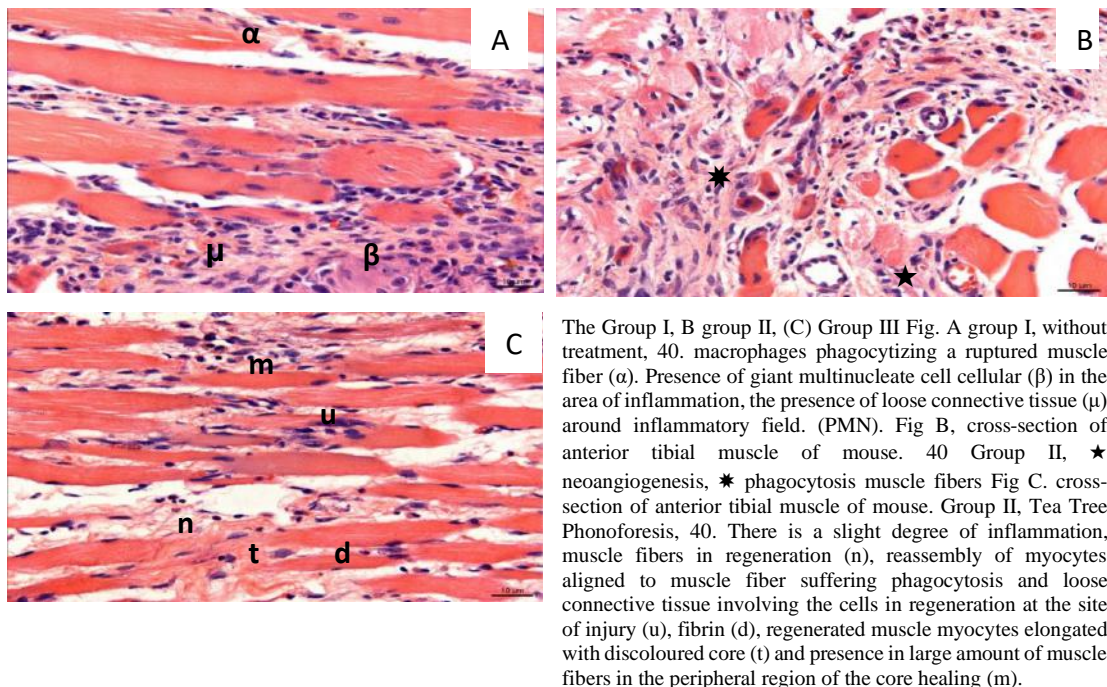 α
A
μ
β
10 μm
B
✷
★
10 μm
C
m
u
n
t
d
10 μm
The Group I, B group II, (C) Group III Fig. A group I, without
treatment, 40. macrophages phagocytizing a ruptured muscle
fiber (α). Presence of giant multinucleate cell cellular (β) in the
area of inflammation, the presence of loose connective tissue (μ)
around inflammatory field. (PMN). Fig B, cross-section of
anterior tibial muscle of mouse. 40 Group II, ★
neoangiogenesis, ✷ phagocytosis muscle fibers Fig C. cross-
section of anterior tibial muscle of mouse. Group II, Tea Tree
Phonoforesis, 40. There is a slight degree of inflammation,
muscle fibers in regeneration (n), reassembly of myocytes
aligned to muscle fiber suffering phagocytosis and loose
connective tissue involving the cells in regeneration at the site
of injury (u), fibrin (d), regenerated muscle myocytes elongated
with discoloured core (t) and presence in large amount of muscle
fibers in the peripheral region of the core healing (m).